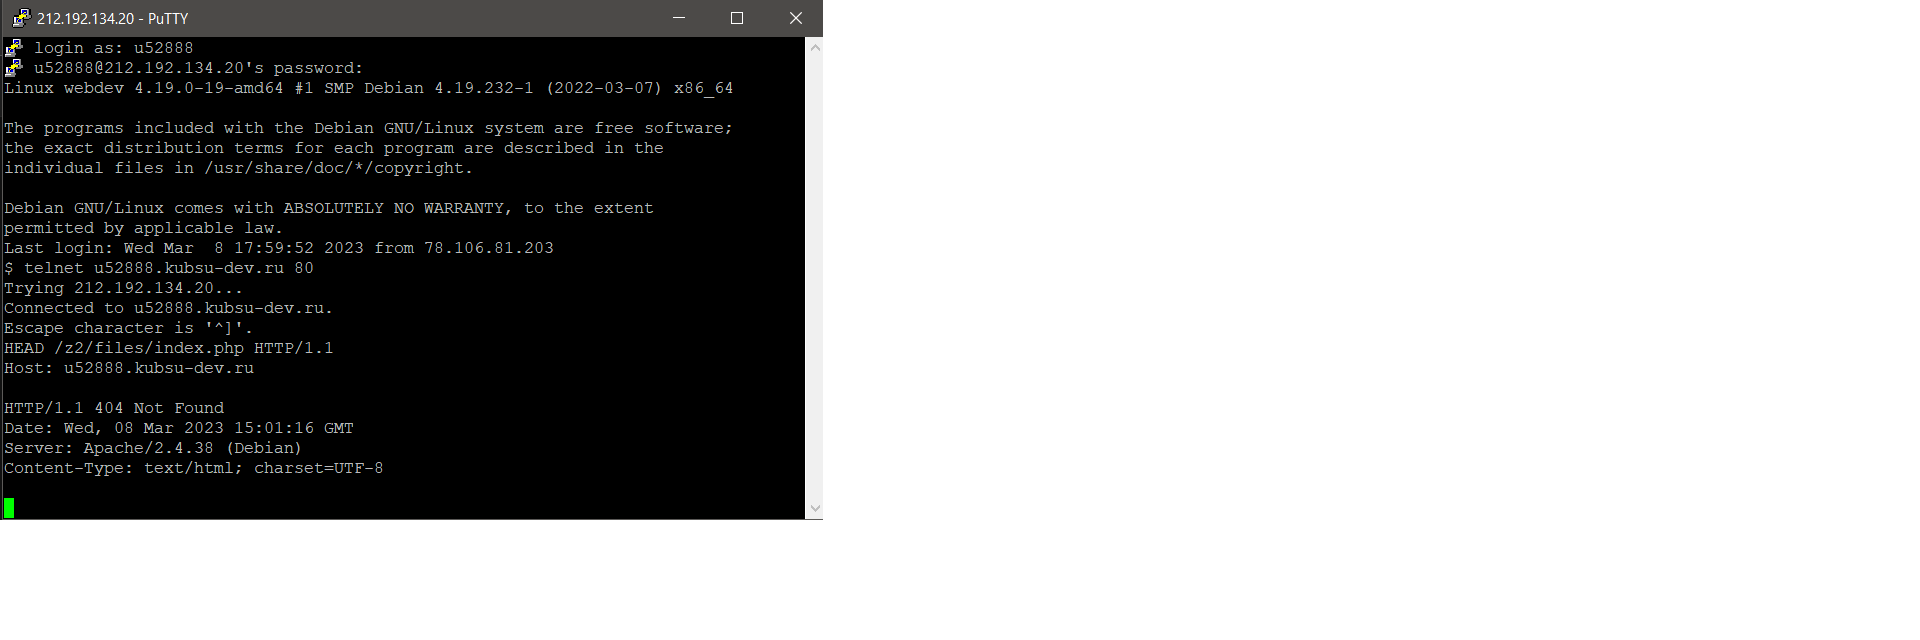 212.192.134.20 - PuTTY
login as: u52888
u52888@212.192.134.20's password:
Linux webdev 4.19.0-19-amd64 #1 SMP Debian 4.19.232-1 (2022-03-07) x86_64
The programs included with the Debian GNU/Linux system are free software;
the exact distribution terms for each program are described in the
individual files in /usr/share/doc/*/copyright.
Debian GNU/Linux comes with ABSOLUTELY NO WARRANTY, to the extent
permitted by applicable law.
Last login: Wed Mar  8 17:59:52 2023 from 78.106.81.203
$ telnet u52888.kubsu-dev.ru 80
Trying 212.192.134.20...
Connected to u52888.kubsu-dev.ru.
Escape character is '^]'.
HEAD /z2/files/index.php HTTP/1.1
Host: u52888.kubsu-dev.ru
HTTP/1.1 404 Not Found
Date: Wed, 08 Mar 2023 15:01:16 GMT
Server: Apache/2.4.38 (Debian)
Content-Type: text/html; charset=UTF-8